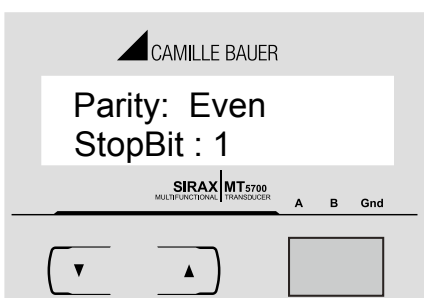 CAMILLE BAUER
Parity: Even
StopBit : 1
SIRAX MT5700
MULTIFUNCTIONAL TRANSDUCER
A B Gnd